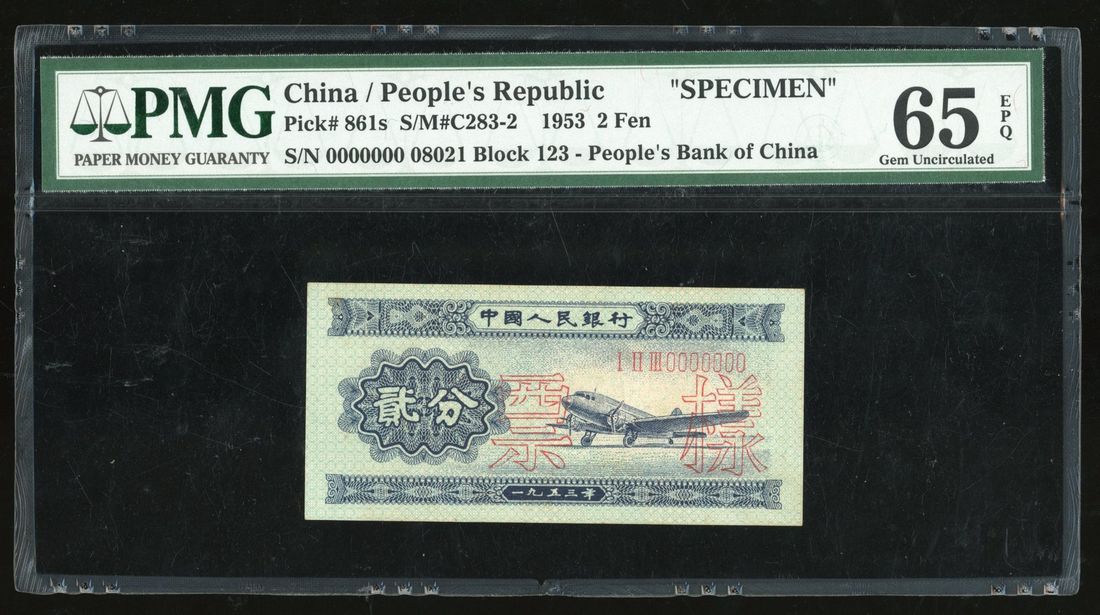 PMG
PAPER MONEY GUARANTY
China / People's Republic "SPECIMEN"
Pick# 861s S/M#C283-2 1953 2 Fen
S/N 0000000 08021 Block 123 - People's Bank of China
65 EPQ
Gem Uncirculated
中國人民銀行
I II III 0000000
貳分
票樣
一九五三年